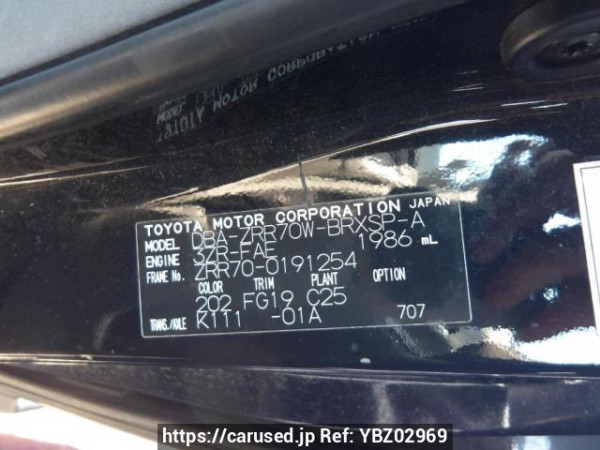 TOYOTA MOTOR CORPORATION JAPAN
MODEL DBA-ZRR70W-BRXSP-A
ENGINE 3ZR-FAE 1986 mL
FRAME NO. ZRR70-0191254
COLOR TRIM PLANT OPTION
202 FG19 C25
TRANS./AXLE K111 -01A 707
https://carused.jp Ref: YBZ02969